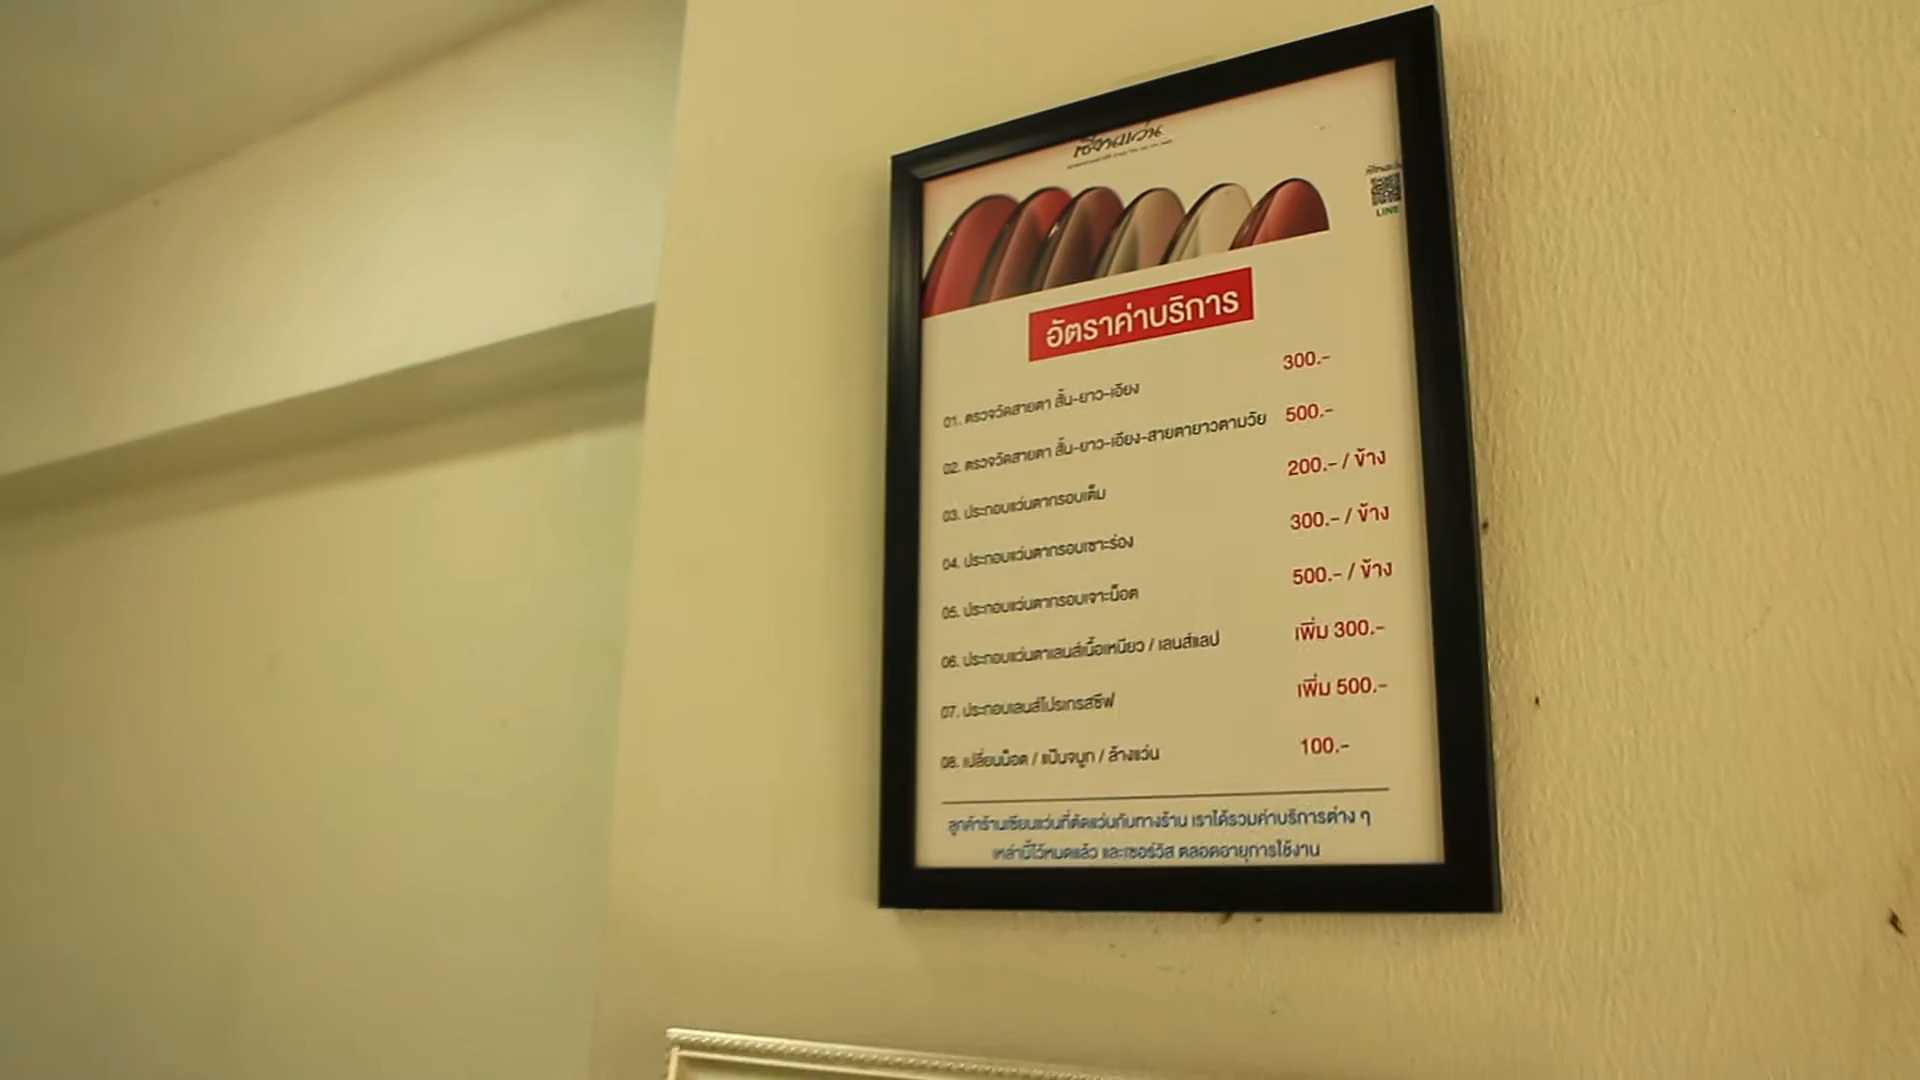 เซียนแว่น
LINE
อัตราค่าบริการ
01. ตรวจวัดสายตา สั้น-ยาว-เอียง 300.-
02. ตรวจวัดสายตา สั้น-ยาว-เอียง-สายตายาวตามวัย 500.-
03. ประกอบแว่นตากรอบเต็ม 200.- / ข้าง
04. ประกอบแว่นตากรอบเซาะร่อง 300.- / ข้าง
05. ประกอบแว่นตากรอบเจาะน็อต 500.- / ข้าง
06. ประกอบแว่นตาเลนส์เนื้อเหนียว / เลนส์แลป เพิ่ม 300.-
07. ประกอบเลนส์โปรเกรสซีฟ เพิ่ม 500.-
08. เปลี่ยนน็อต / แป้นจมูก / ล้างแว่น 100.-
ลูกค้าร้านเซียนแว่นที่ตัดแว่นกับทางร้าน เราได้รวมค่าบริการต่าง ๆ
เหล่านี้ไว้หมดแล้ว และเซอร์วิส ตลอดอายุการใช้งาน